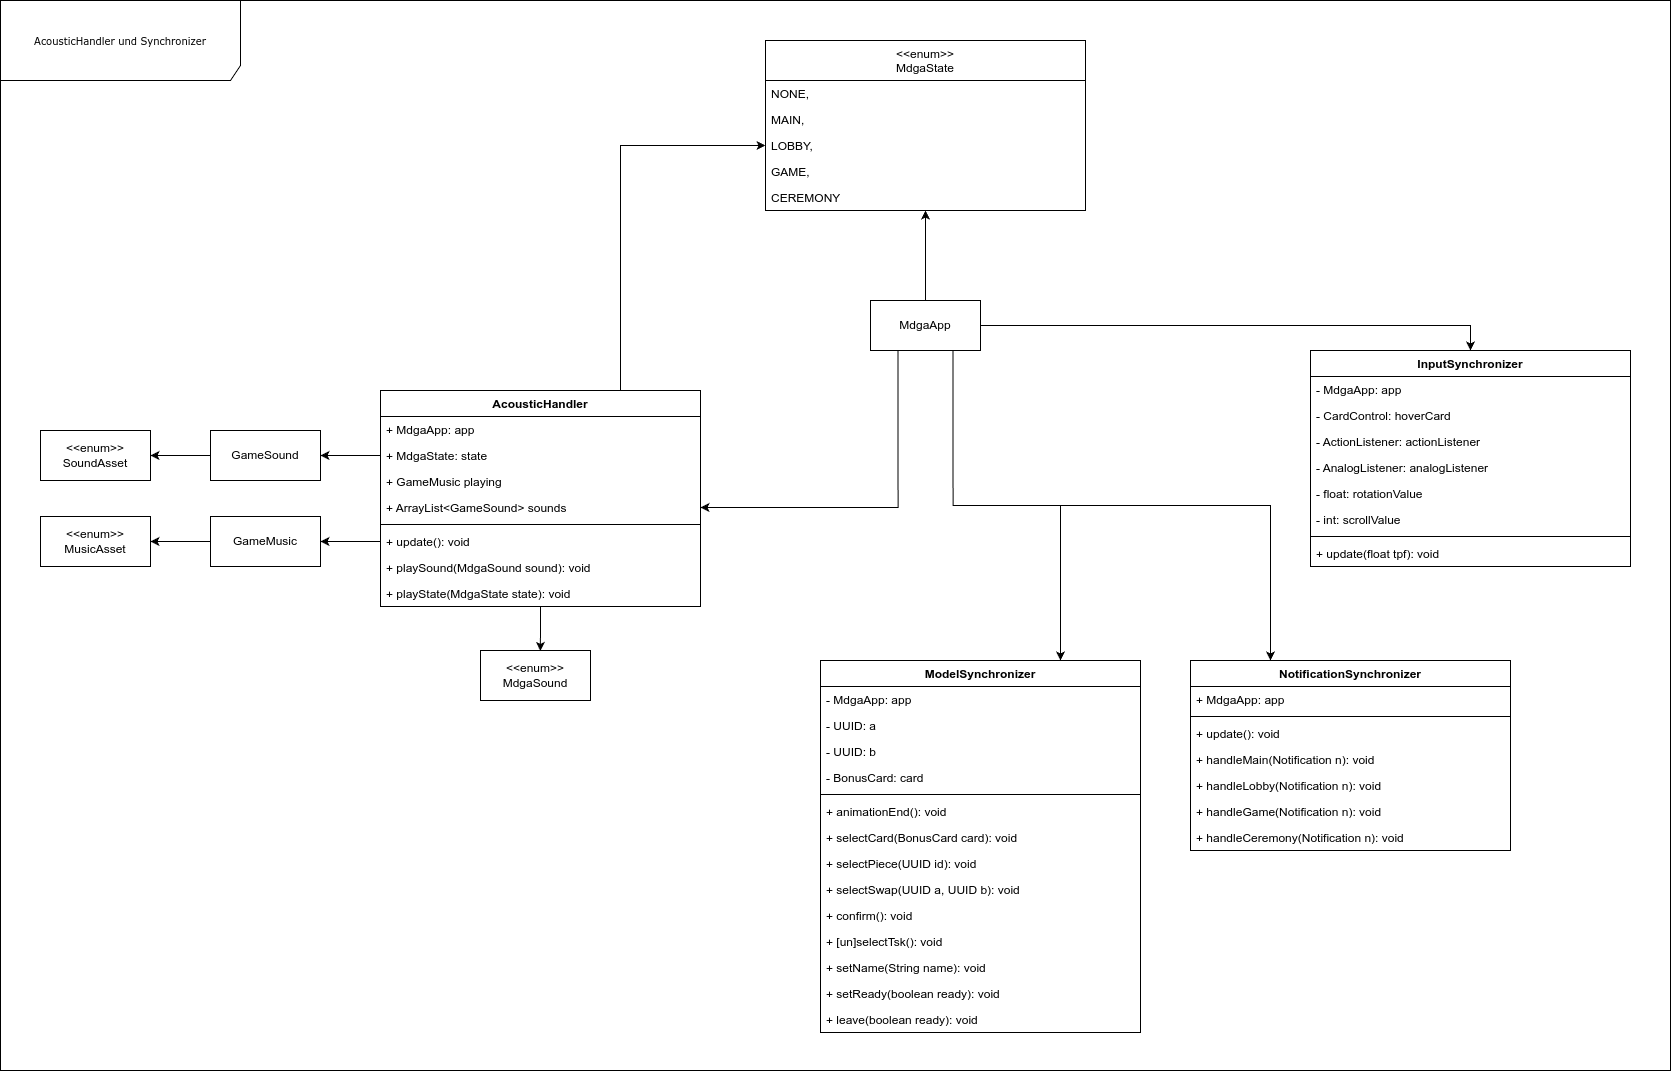 AcousticHandler und Synchronizer
<<enum>>
MdgaState
NONE,
MAIN,
LOBBY,
GAME,
CEREMONY
MdgaApp
InputSynchronizer
- MdgaApp: app
- CardControl: hoverCard
- ActionListener: actionListener
- AnalogListener: analogListener
- float: rotationValue
- int: scrollValue
+ update(float tpf): void
AcousticHandler
+ MdgaApp: app
+ MdgaState: state
+ GameMusic playing
+ ArrayList<GameSound> sounds
+ update(): void
+ playSound(MdgaSound sound): void
+ playState(MdgaState state): void
<<enum>>
SoundAsset
GameSound
<<enum>>
MusicAsset
GameMusic
<<enum>>
MdgaSound
ModelSynchronizer
- MdgaApp: app
- UUID: a
- UUID: b
- BonusCard: card
+ animationEnd(): void
+ selectCard(BonusCard card): void
+ selectPiece(UUID id): void
+ selectSwap(UUID a, UUID b): void
+ confirm(): void
+ [un]selectTsk(): void
+ setName(String name): void
+ setReady(boolean ready): void
+ leave(boolean ready): void
NotificationSynchronizer
+ MdgaApp: app
+ update(): void
+ handleMain(Notification n): void
+ handleLobby(Notification n): void
+ handleGame(Notification n): void
+ handleCeremony(Notification n): void